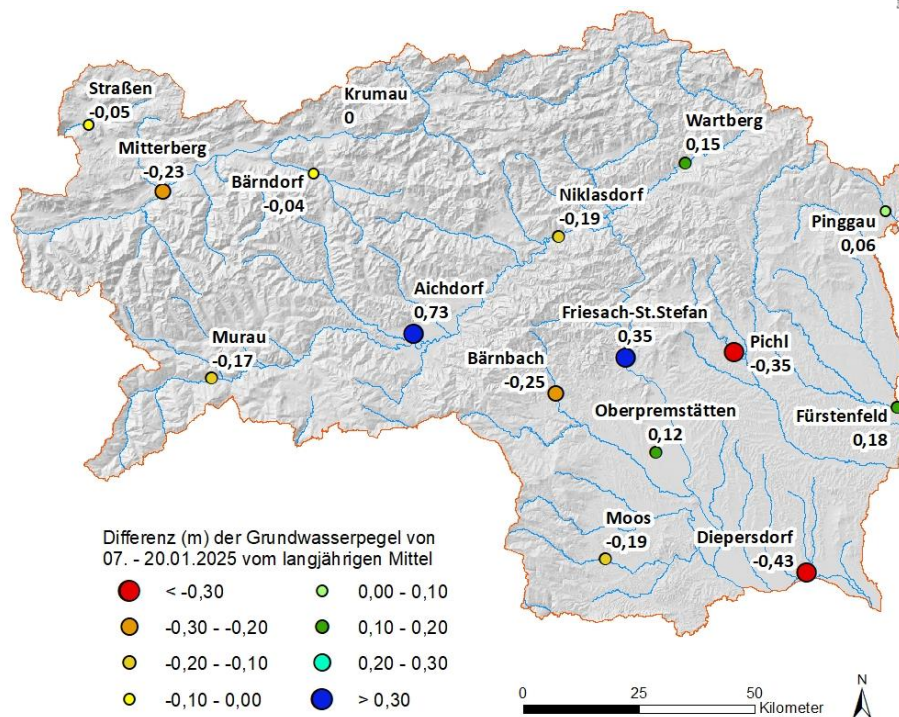 Straßen
-0,05
Krumau
0
Wartberg
0,15
Mitterberg
-0,23
Bärndorf
-0,04
Niklasdorf
-0,19
Pinggau
0,06
Aichdorf
0,73
Friesach-St.Stefan
0,35
Pichl
-0,35
Murau
-0,17
Bärnbach
-0,25
Oberpremstätten
0,12
Fürstenfeld
0,18
Moos
-0,19
Diepersdorf
-0,43
Differenz (m) der Grundwasserpegel von
07. - 20.01.2025 vom langjährigen Mittel
< -0,30
-0,30 - -0,20
-0,20 - -0,10
-0,10 - 0,00
0,00 - 0,10
0,10 - 0,20
0,20 - 0,30
> 0,30
0 25 50
Kilometer
N